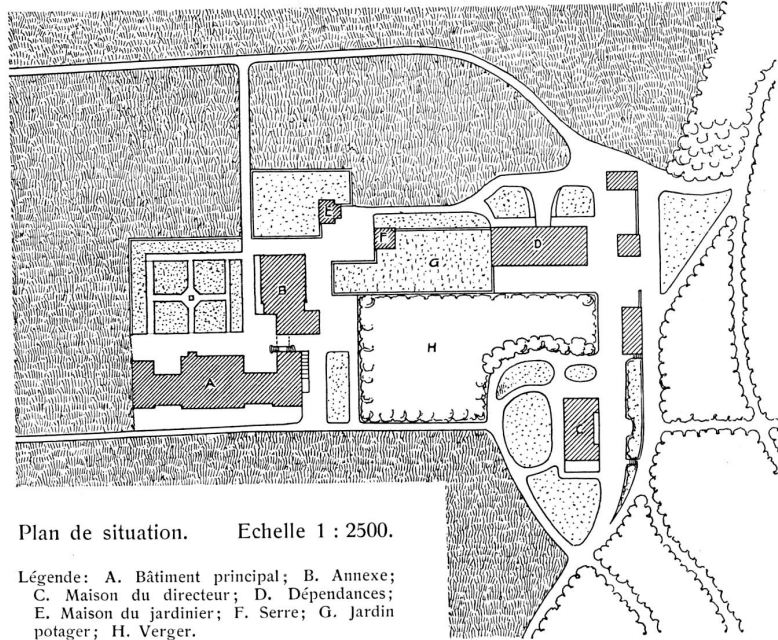 E
F
D
G
B
H
A
C
Plan de situation. Echelle 1 : 2500.
Légende: A. Bâtiment principal; B. Annexe;
C. Maison du directeur; D. Dépendances;
E. Maison du jardinier; F. Serre; G. Jardin
potager; H. Verger.